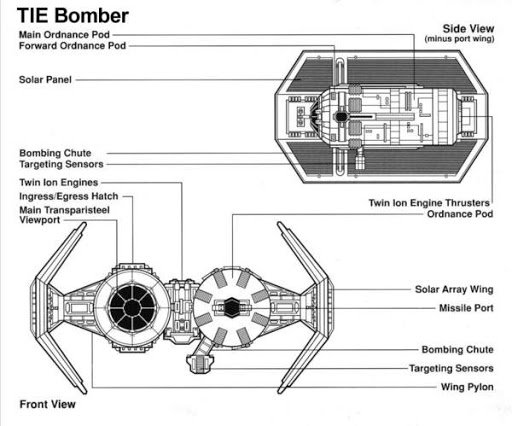 TIE Bomber
Side View
(minus port wing)
Main Ordnance Pod
Forward Ordnance Pod
Solar Panel
Bombing Chute
Targeting Sensors
Twin Ion Engines
Ingress/Egress Hatch
Main Transparisteel
Viewport
Twin Ion Engine Thrusters
Ordnance Pod
Solar Array Wing
Missile Port
Bombing Chute
Targeting Sensors
Wing Pylon
Front View